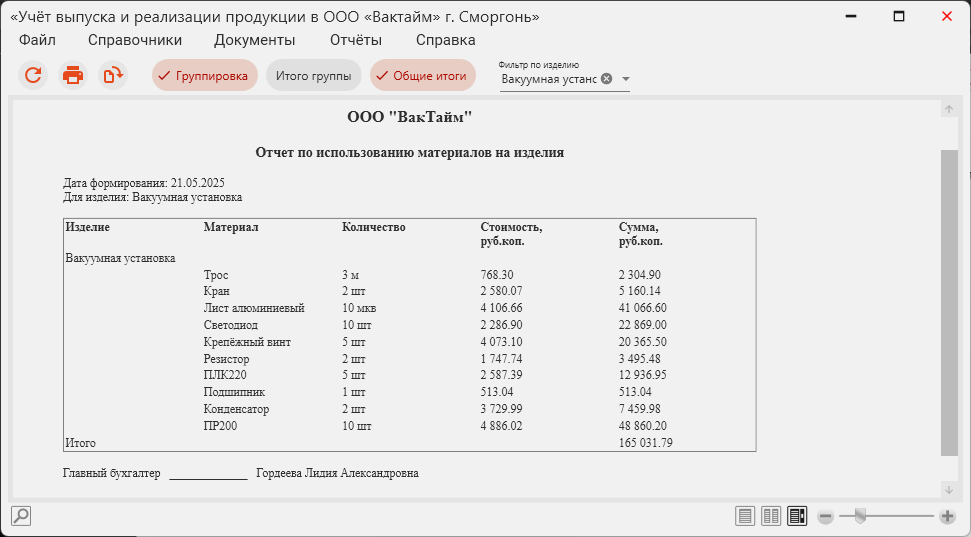 «Учёт выпуска и реализации продукции в ООО «Вактайм» г. Сморгонь»
Файл Справочники Документы Отчёты Справка
Группировка Итого группы Общие итоги
Фильтр по изделию
Вакуумная устанс
ООО "ВакТайм"
Отчет по использованию материалов на изделия
Дата формирования: 21.05.2025
Для изделия: Вакуумная установка
Изделие Материал Количество Стоимость, руб.коп. Сумма, руб.коп.
Вакуумная установка
Трос 3 м 768.30 2 304.90
Кран 2 шт 2 580.07 5 160.14
Лист алюминиевый 10 мкв 4 106.66 41 066.60
Светодиод 10 шт 2 286.90 22 869.00
Крепёжный винт 5 шт 4 073.10 20 365.50
Резистор 2 шт 1 747.74 3 495.48
ПЛК220 5 шт 2 587.39 12 936.95
Подшипник 1 шт 513.04 513.04
Конденсатор 2 шт 3 729.99 7 459.98
ПР200 10 шт 4 886.02 48 860.20
Итого 165 031.79
Главный бухгалтер _____________ Гордеева Лидия Александровна